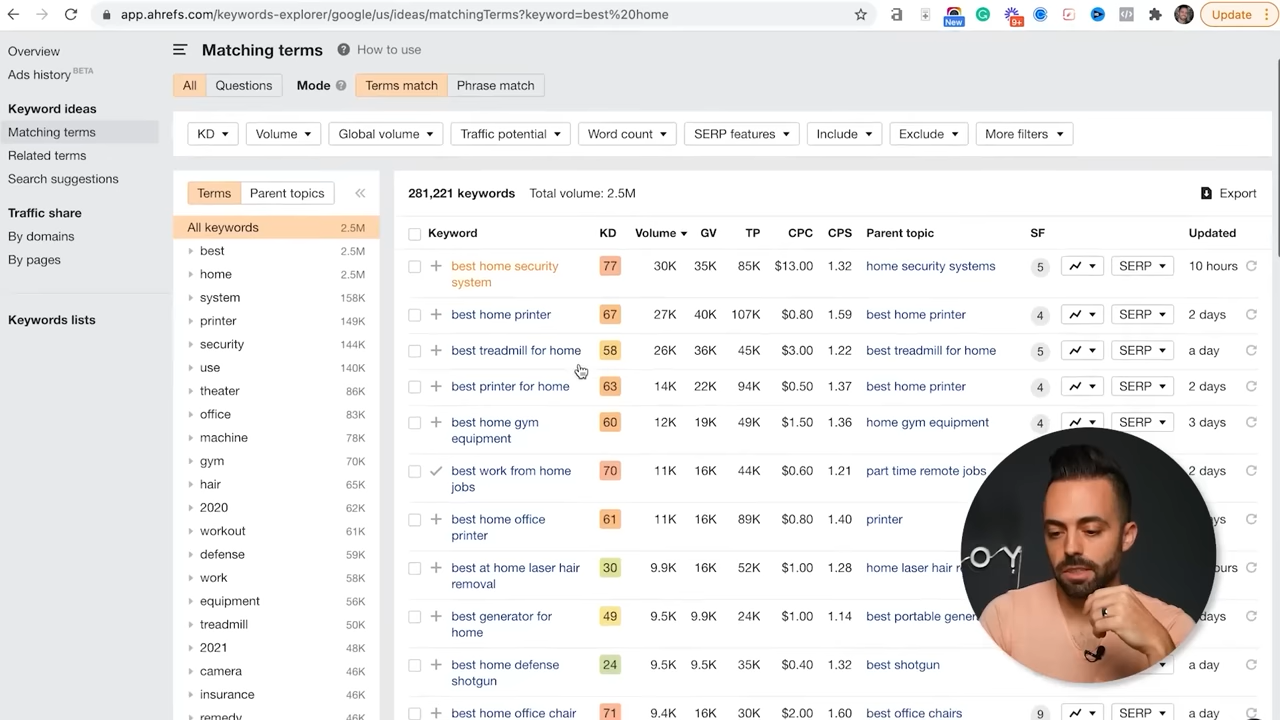 app.ahrefs.com/keywords-explorer/google/us/ideas/matchingTerms?keyword=best%20home
New
9+
Update
Overview
Ads history BETA
Keyword ideas
Matching terms
Related terms
Search suggestions
Traffic share
By domains
By pages
Keywords lists
Matching terms ? How to use
All Questions Mode ? Terms match Phrase match
KD Volume Global volume Traffic potential Word count SERP features Include Exclude More filters
Terms Parent topics
All keywords 2.5M
best 2.5M
home 2.5M
system 158K
printer 149K
security 144K
use 140K
theater 86K
office 83K
machine 78K
gym 70K
hair 65K
2020 62K
workout 61K
defense 59K
work 58K
equipment 56K
treadmill 50K
2021 48K
camera 46K
insurance 46K
remedy
281,221 keywords Total volume: 2.5M Export
Keyword KD Volume GV TP CPC CPS Parent topic SF Updated
best home security 77 30K 35K 85K $13.00 1.32 home security systems 5 SERP 10 hours
system
best home printer 67 27K 40K 107K $0.80 1.59 best home printer 4 SERP 2 days
best treadmill for home 58 26K 36K 45K $3.00 1.22 best treadmill for home 5 SERP a day
best printer for home 63 14K 22K 94K $0.50 1.37 best home printer 4 SERP 2 days
best home gym 60 12K 19K 49K $1.50 1.36 home gym equipment 4 SERP 3 days
equipment
best work from home 70 11K 16K 44K $0.60 1.21 part time remote jobs 2 days
jobs
best home office 61 11K 16K 89K $0.80 1.40 printer
printer
best at home laser hair 30 9.9K 16K 52K $1.00 1.28 home laser hair
removal
best generator for 49 9.5K 9.9K 24K $1.00 1.14 best portable days
home
best home defense 24 9.5K 9.5K 35K $0.40 1.32 best shotgun a day
shotgun
best home office chair 71 9.4K 16K 30K $2.00 1.60 best office chairs 9 SERP a day